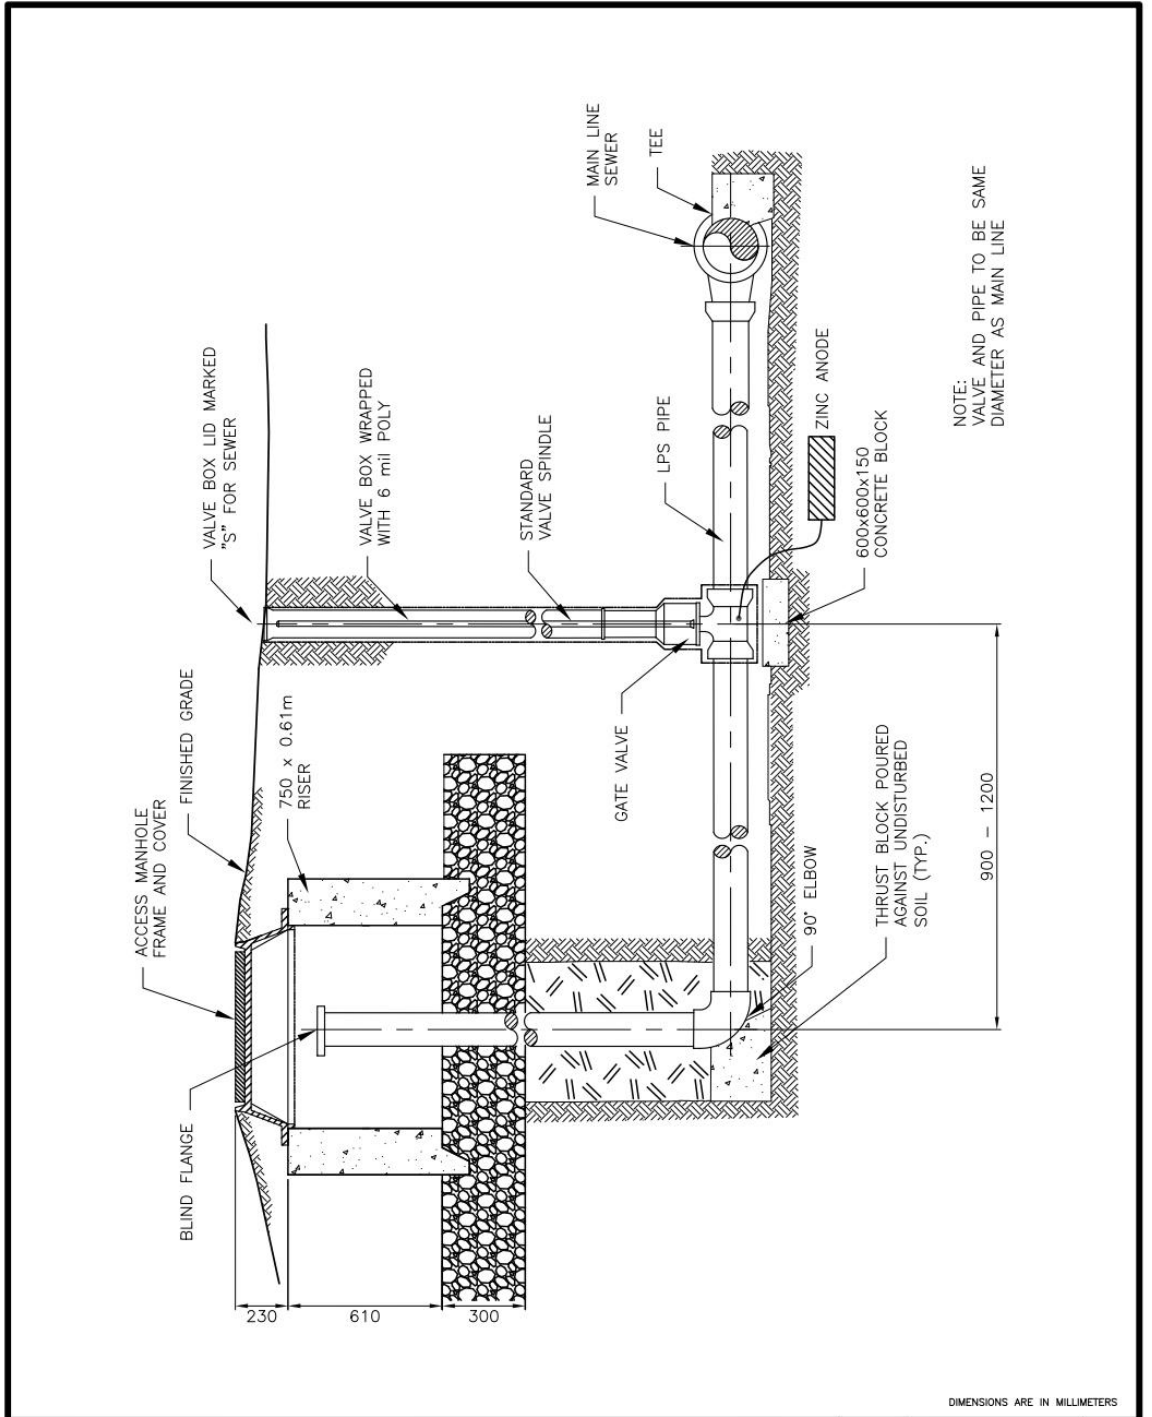 MAIN LINE
SEWER
TEE
VALVE BOX LID MARKED
"S" FOR SEWER
VALVE BOX WRAPPED
WITH 6 mil POLY
STANDARD
VALVE SPINDLE
LPS PIPE
ZINC ANODE
600x600x150
CONCRETE BLOCK
NOTE:
VALVE AND PIPE TO BE SAME
DIAMETER AS MAIN LINE
FINISHED GRADE
750 x 0.61m
RISER
GATE VALVE
ACCESS MANHOLE
FRAME AND COVER
90° ELBOW
THRUST BLOCK POURED
AGAINST UNDISTURBED
SOIL (TYP.)
900 - 1200
BLIND FLANGE
230
610
300
DIMENSIONS ARE IN MILLIMETERS